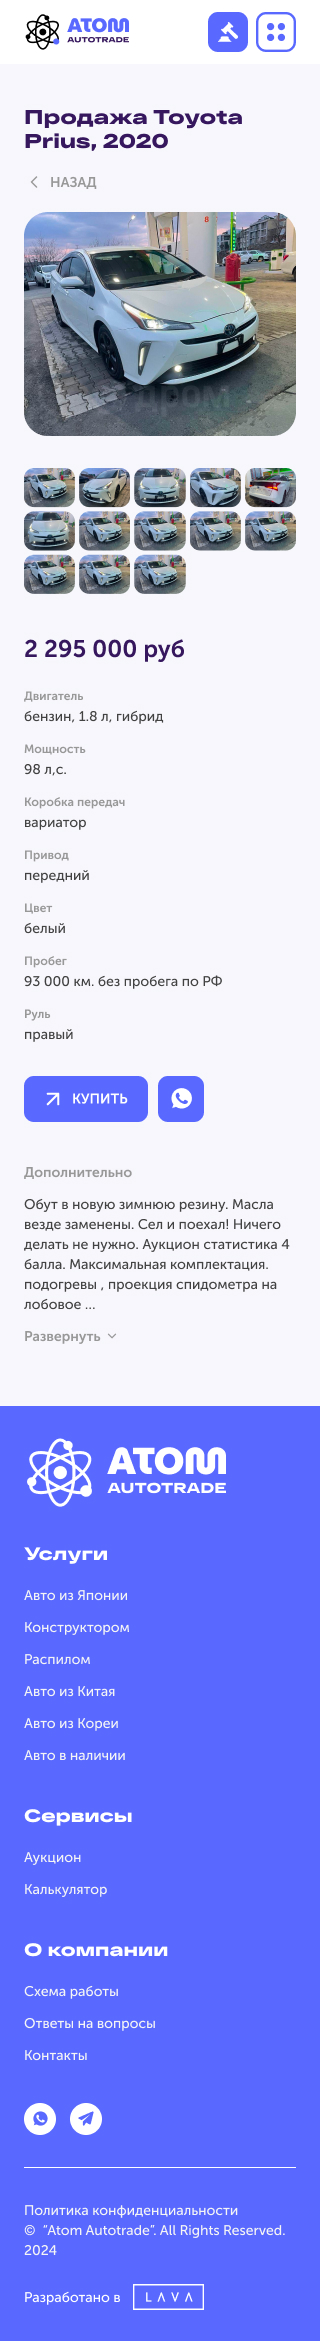 ATOM
AUTOTRADE
Продажа Toyota
Prius, 2020
НАЗАД
2 295 000 руб
Двигатель
бензин, 1.8 л, гибрид
Мощность
98 л,с.
Коробка передач
вариатор
Привод
передний
Цвет
белый
Пробег
93 000 км. без пробега по РФ
Руль
правый
КУПИТЬ
Дополнительно
Обут в новую зимнюю резину. Масла
везде заменены. Сел и поехал! Ничего
делать не нужно. Аукцион статистика 4
балла. Максимальная комплектация.
подогревы , проекция спидометра на
лобовое ...
Развернуть
ATOM
AUTOTRADE
Услуги
Авто из Японии
Конструктором
Распилом
Авто из Китая
Авто из Кореи
Авто в наличии
Сервисы
Аукцион
Калькулятор
О компании
Схема работы
Ответы на вопросы
Контакты
Политика конфиденциальности
© “Atom Autotrade”. All Rights Reserved.
2024
Разработано в LAVA